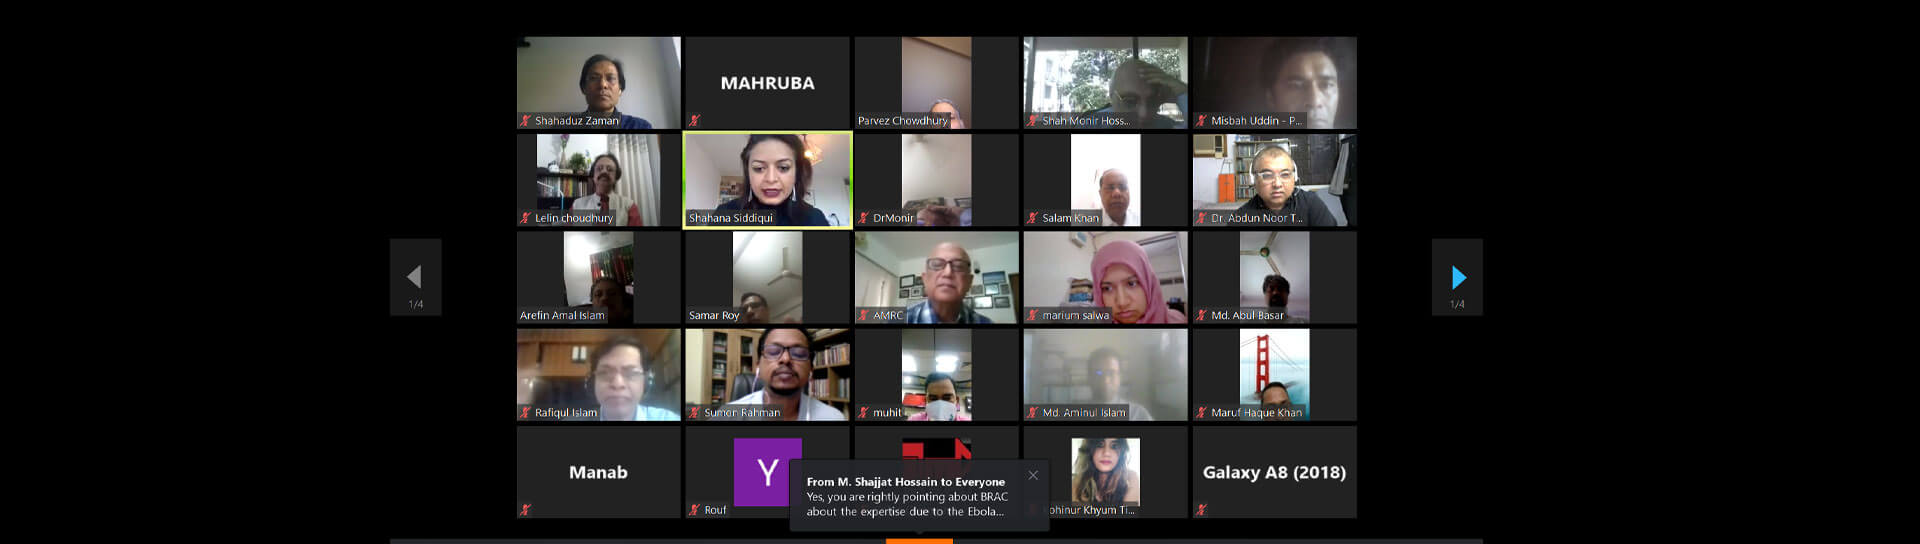 MAHRUBA
Shahaduz Zaman
Parvez Chowdhury
Shah Monir Hoss...
Misbah Uddin - P...
Lelin choudhury
Shahana Siddiqui
DrMonir
Salam Khan
Dr. Abdun Noor T...
1/4
1/4
Arefin Amal Islam
Samar Roy
AMRC
marium salwa
Md. Abul Basar
Rafiqul Islam
Sumon Rahman
muhit
Md. Aminul Islam
Maruf Haque Khan
Manab
Y
Galaxy A8 (2018)
From M. Shajjat Hossain to Everyone
Yes, you are rightly pointing about BRAC
about the expertise due to the Ebola...
Rouf
Khyum Ti...